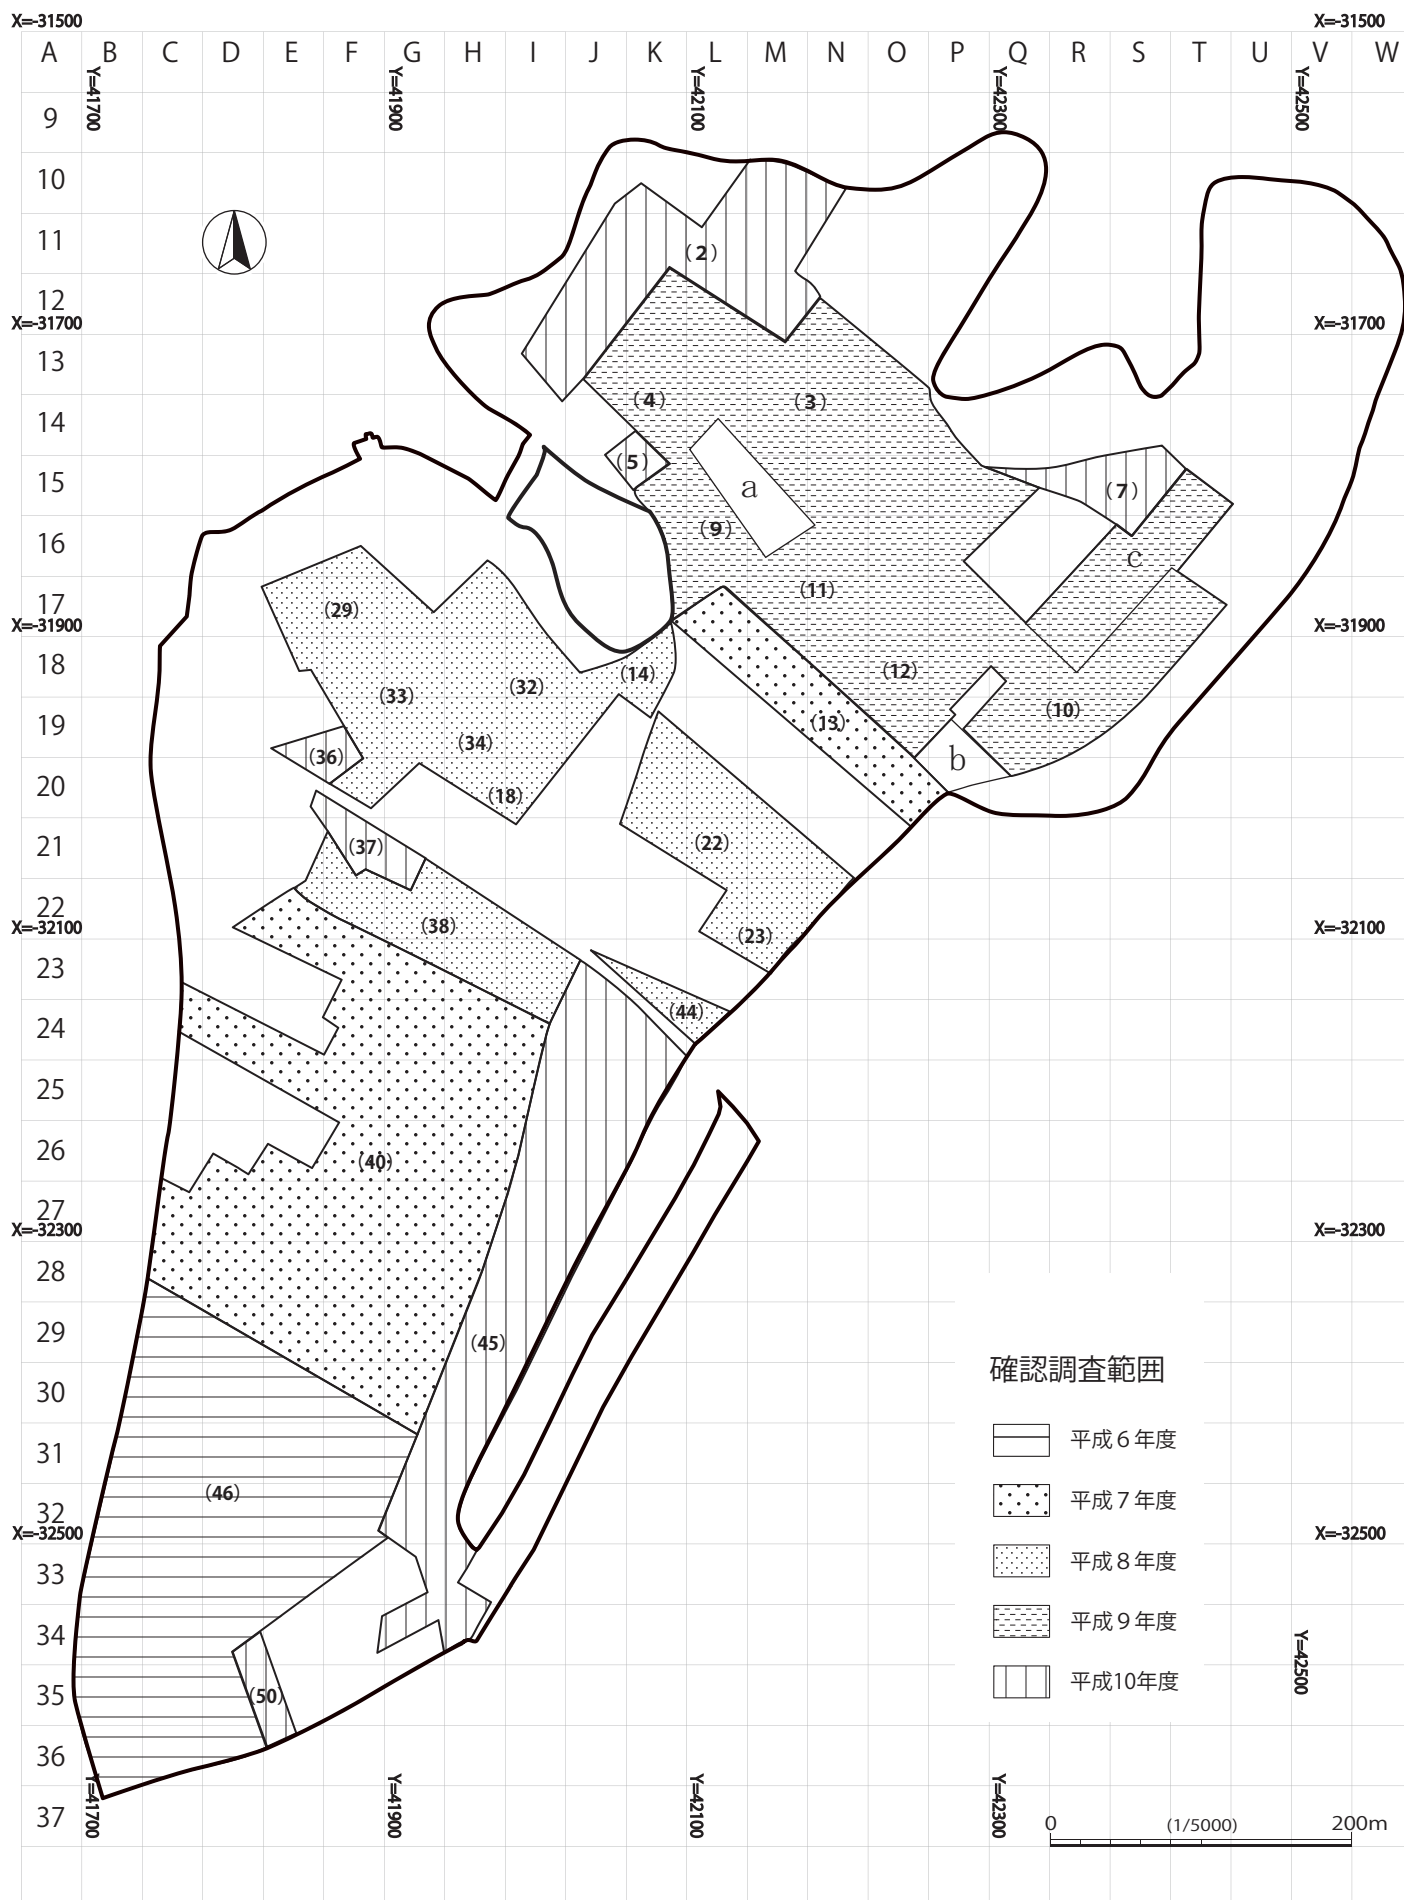 X=-31500 X=-31500
A B C D E F G H I J K L M N O P Q R S T U V W
Y=41700 Y=41900 Y=42100 Y=42300 Y=42500
9
10
11
(2)
12
X=-31700 X=-31700
13
(4) (3)
14
(5)
15
a (7)
(9)
16
c
(11)
17
(29)
X=-31900 X=-31900
18
(14) (12)
(33) (32)
19
(13) (10)
(36) (34)
b
20
(18)
21
(37) (22)
22
X=-32100 X=-32100
(38) (23)
23
24
(44)
25
26
(40)
27
X=-32300 X=-32300
28
29
(45)
確認調査範囲
30
平成６年度
31
(46)
平成７年度
32
X=-32500 X=-32500
平成８年度
33
平成９年度
34
Y=42500
平成10年度
35
(50)
36
Y=41700 Y=41900 Y=42100 Y=42300
37
0 (1/5000) 200m